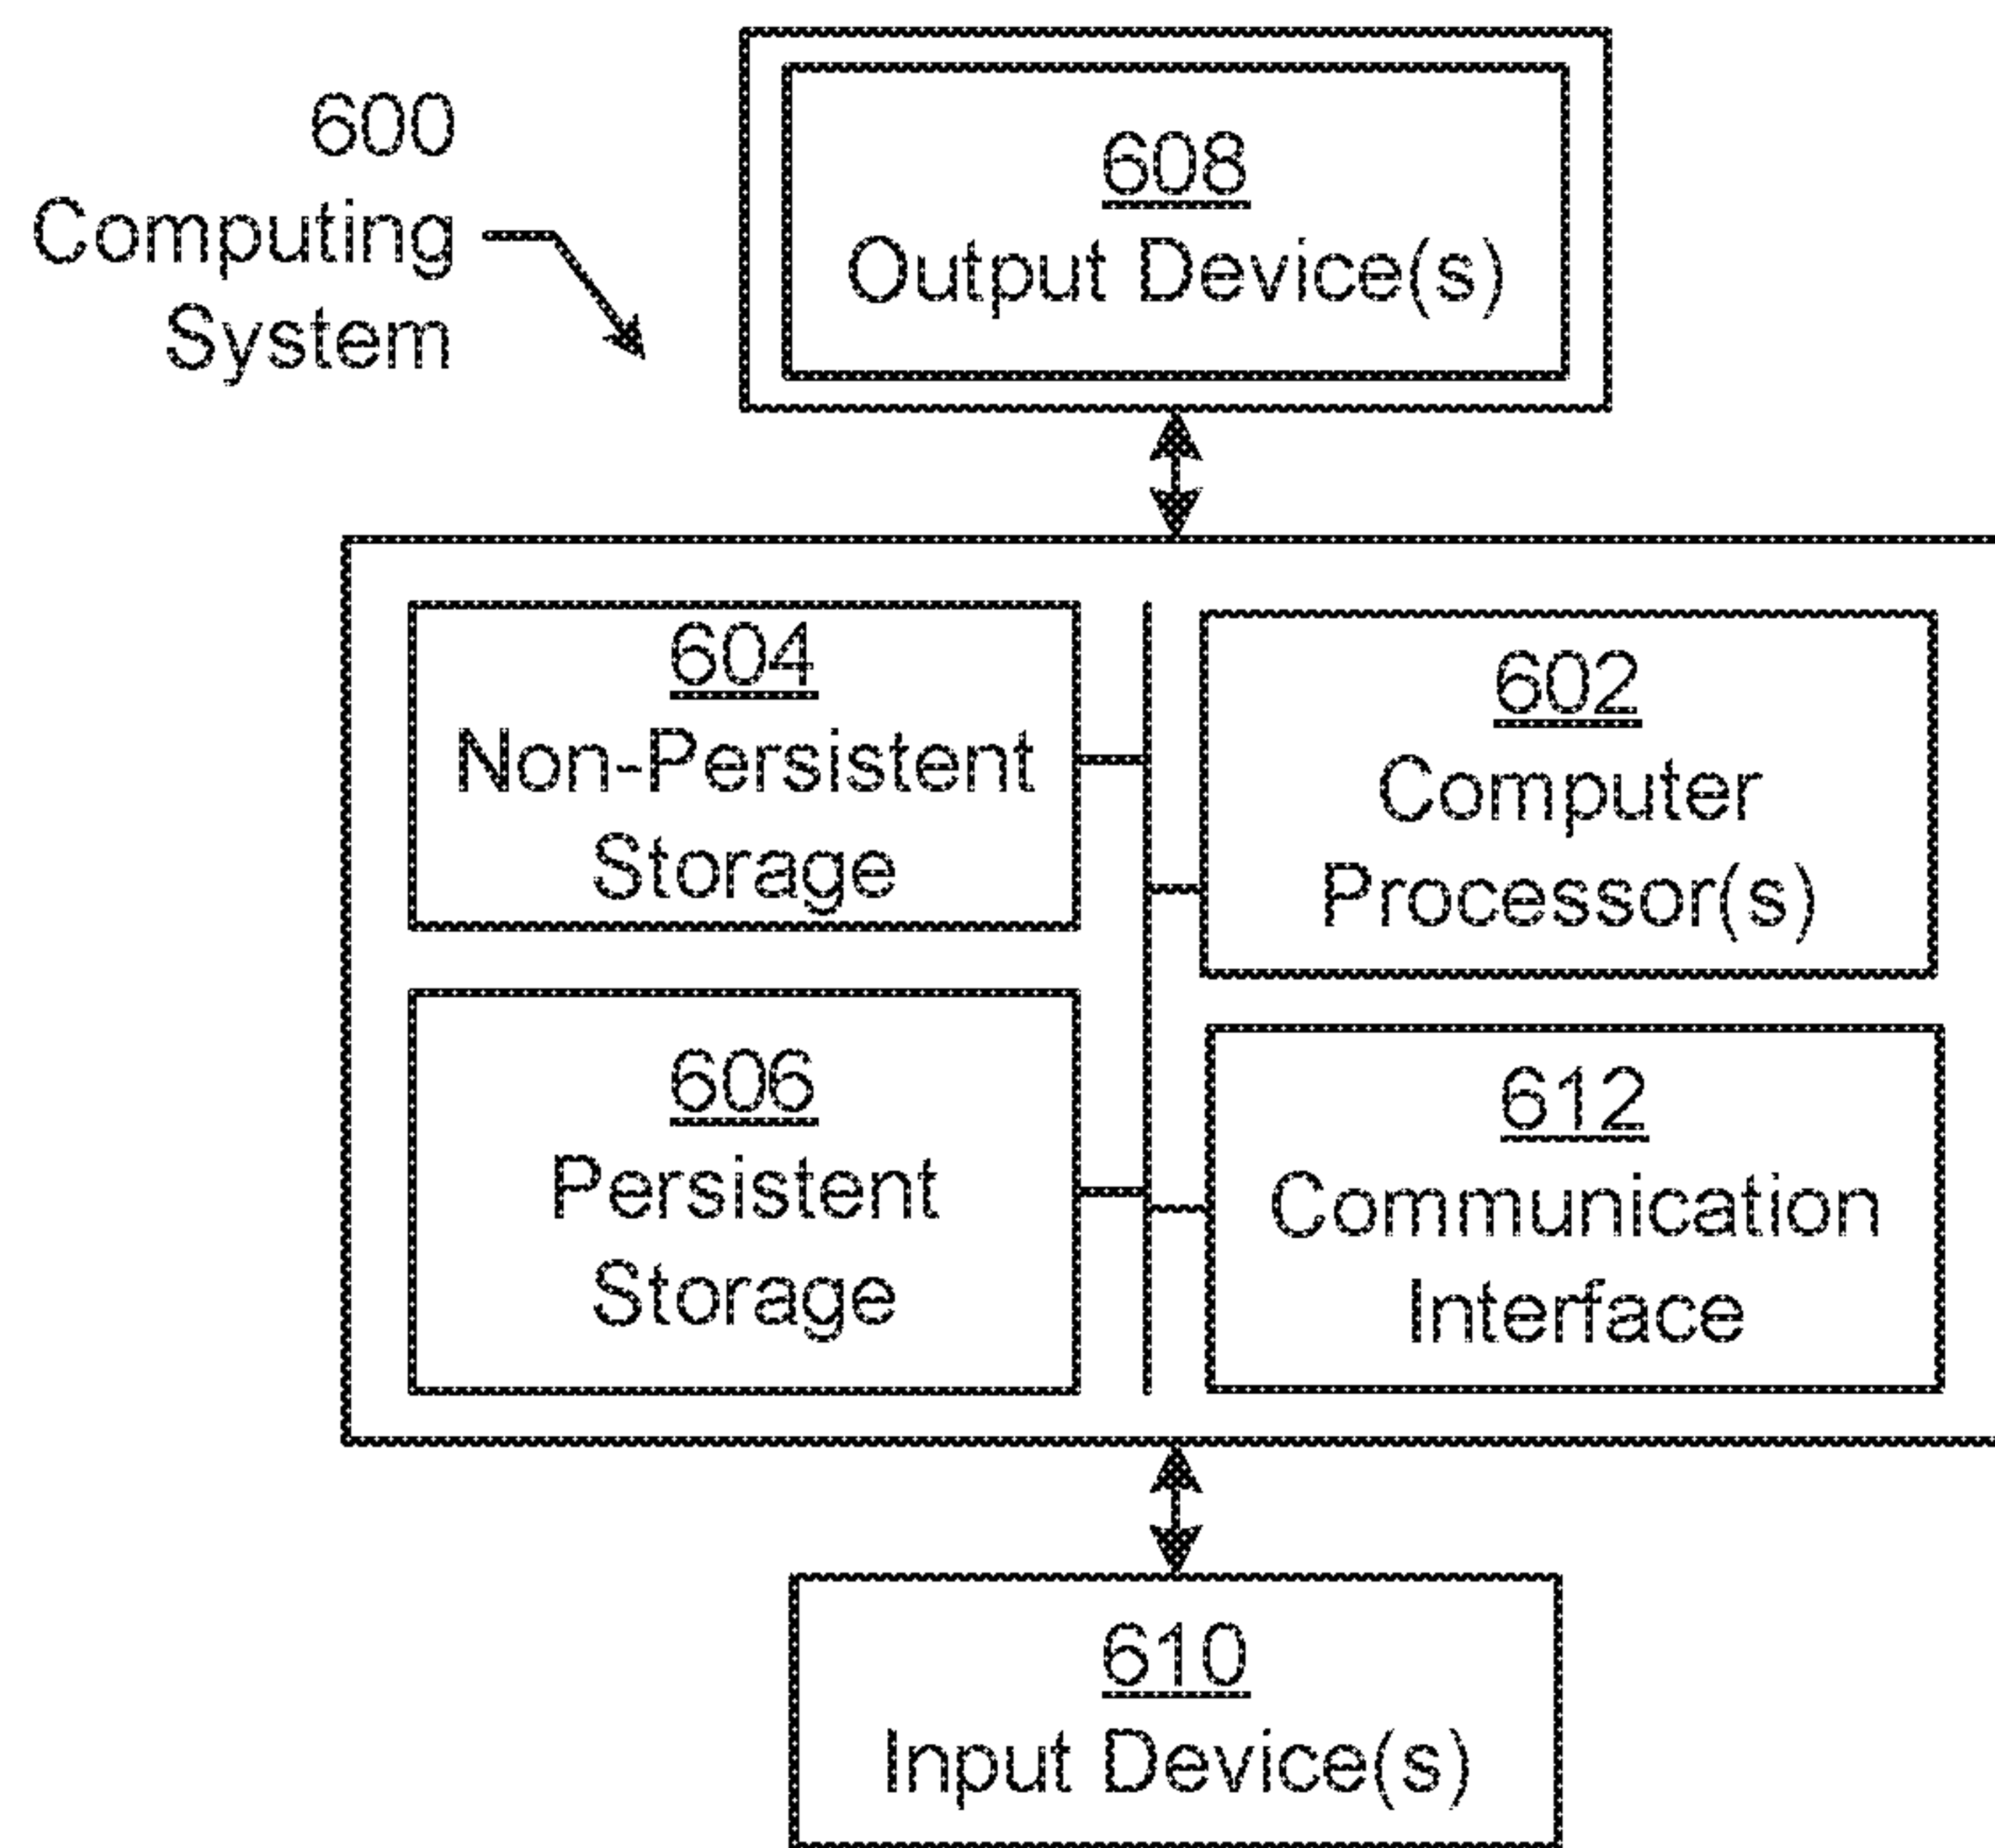 600
Computing
System
608
Output Device(s)
604
Non-Persistent
Storage
602
Computer
Processor(s)
606
Persistent
Storage
612
Communication
Interface
610
Input Device(s)